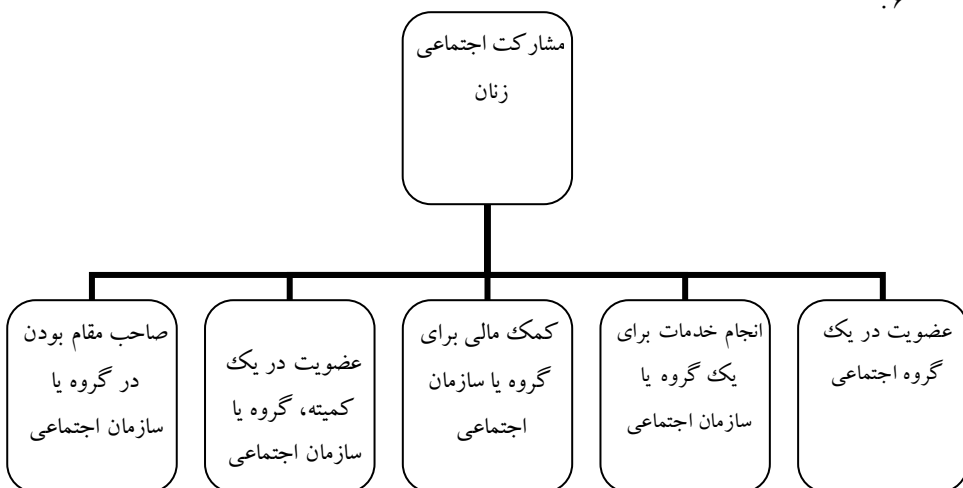 ۶.
مشارکت اجتماعی
زنان
عضویت در یک
گروه اجتماعی
انجام خدمات برای
یک گروه یا
سازمان اجتماعی
کمک مالی برای
گروه یا سازمان
اجتماعی
عضویت در یک
کمیته، گروه یا
سازمان اجتماعی
صاحب مقام بودن
در گروه یا
سازمان اجتماعی